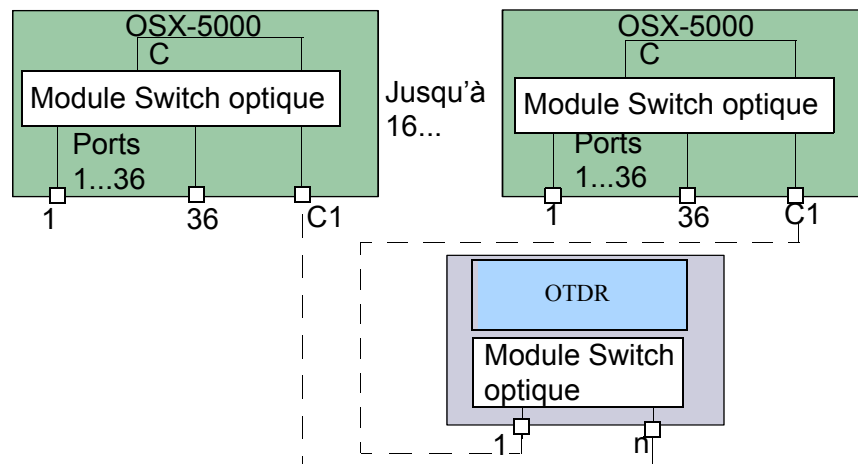 OSX-5000
C
Module Switch optique
Ports
1...36
1
36
C1
Jusqu’à
16...
OSX-5000
C
Module Switch optique
Ports
1...36
1
36
C1
OTDR
Module Switch
optique
1
n